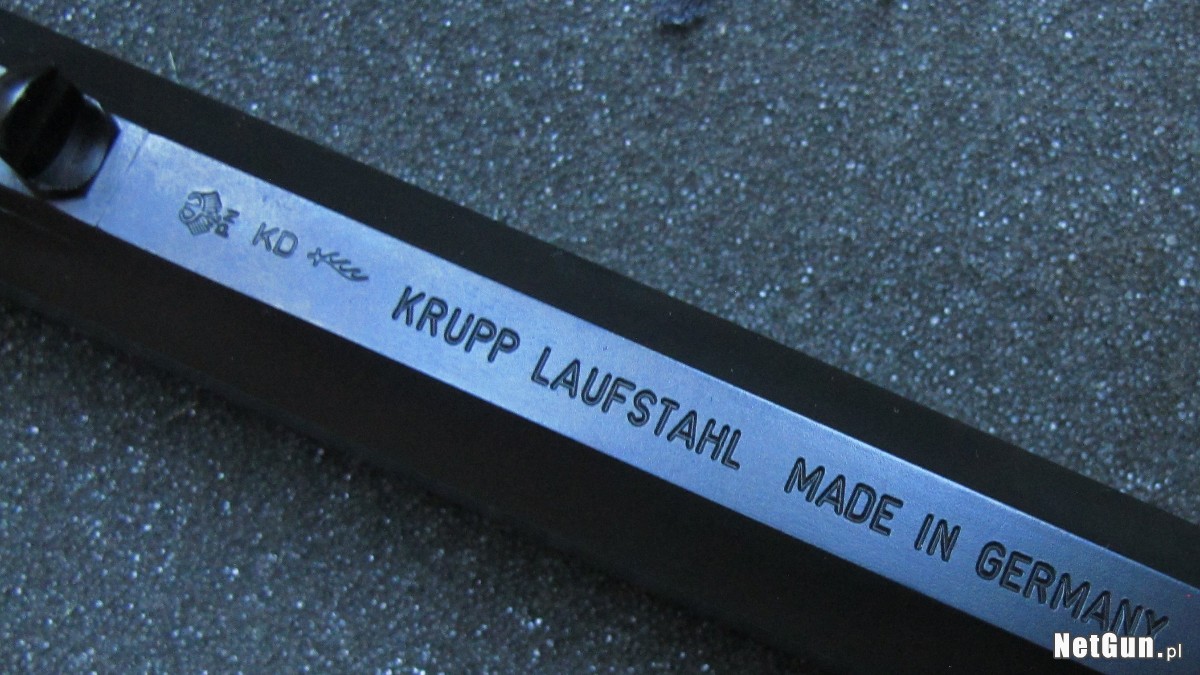 KD KRUPP LAUFSTAHL MADE IN GERMANY
NetGun.pl